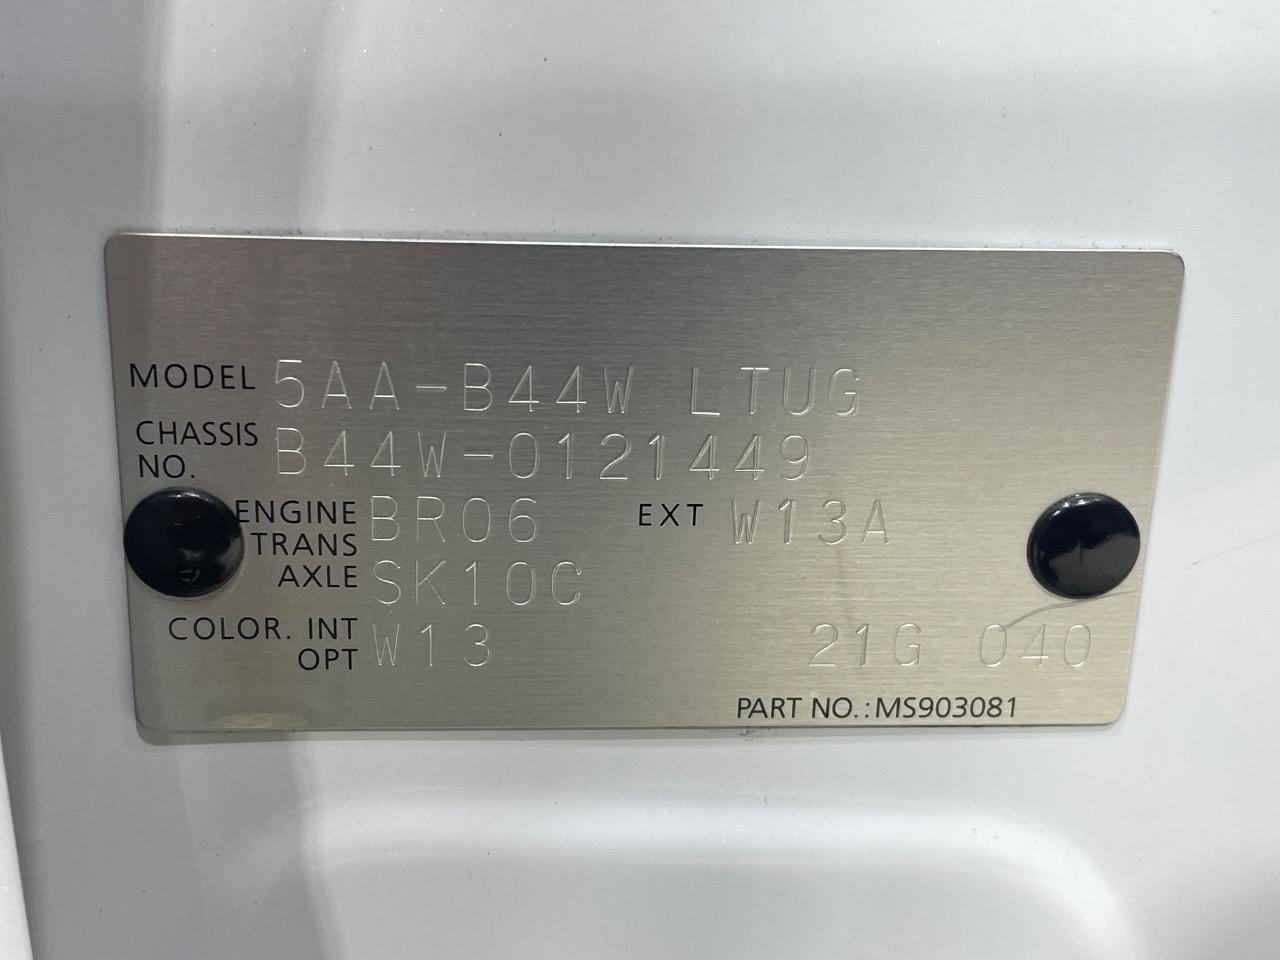 MODEL 5AA-B44W LTUG
CHASSIS NO. B44W-0121449
ENGINE BR06 EXT W13A
TRANS AXLE SK10C
COLOR. INT W13 21G 040
OPT
PART NO.:MS903081